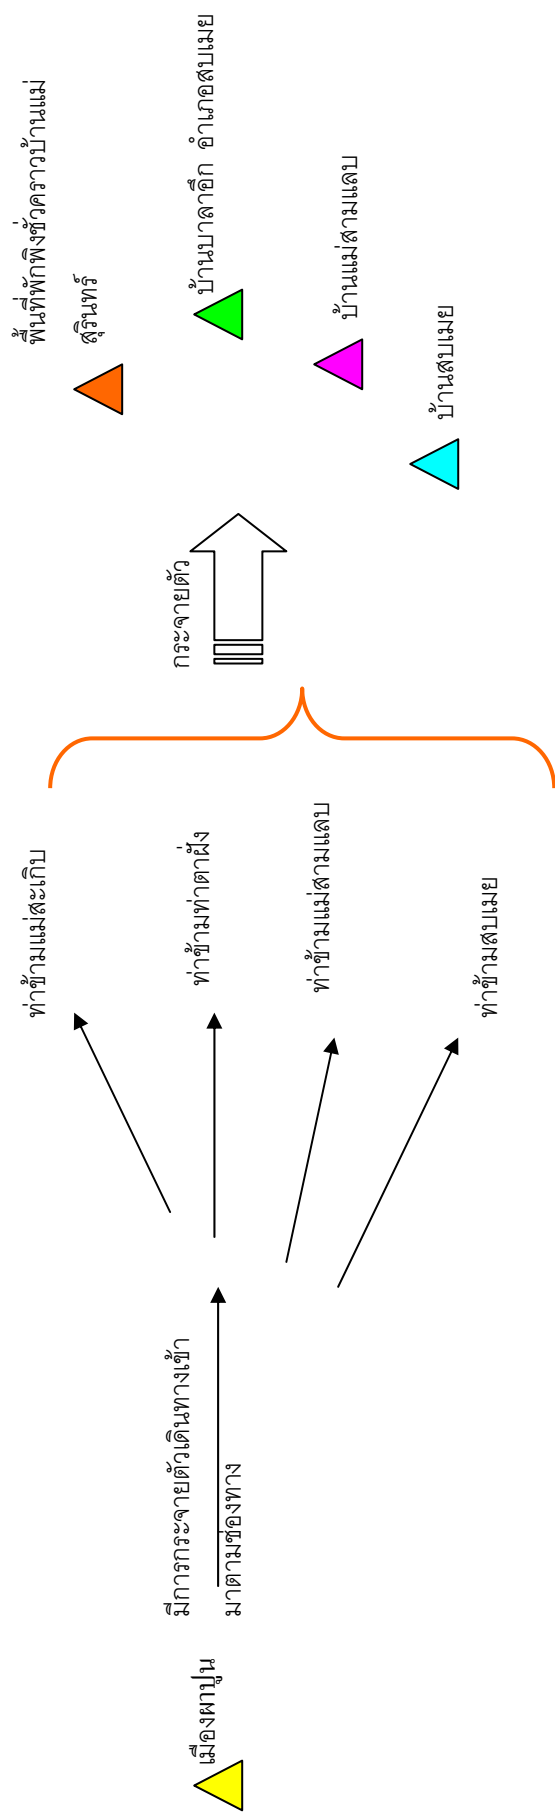 เมืองผาปูน
มีการกระจายตัวเดินทางเข้า
มาตามช่องทาง
ท่าข้ามแม่สะเกิบ
ท่าข้ามท่าตาฝั่ง
ท่าข้ามแม่สามแลบ
ท่าข้ามสบเมย
กระจายตัว
พื้นที่พักพิงชั่วคราวบ้านแม่
สุรินทร์
บ้านบาลาอึก อำเภอสบเมย
บ้านแม่สามแลบ
บ้านสบเมย